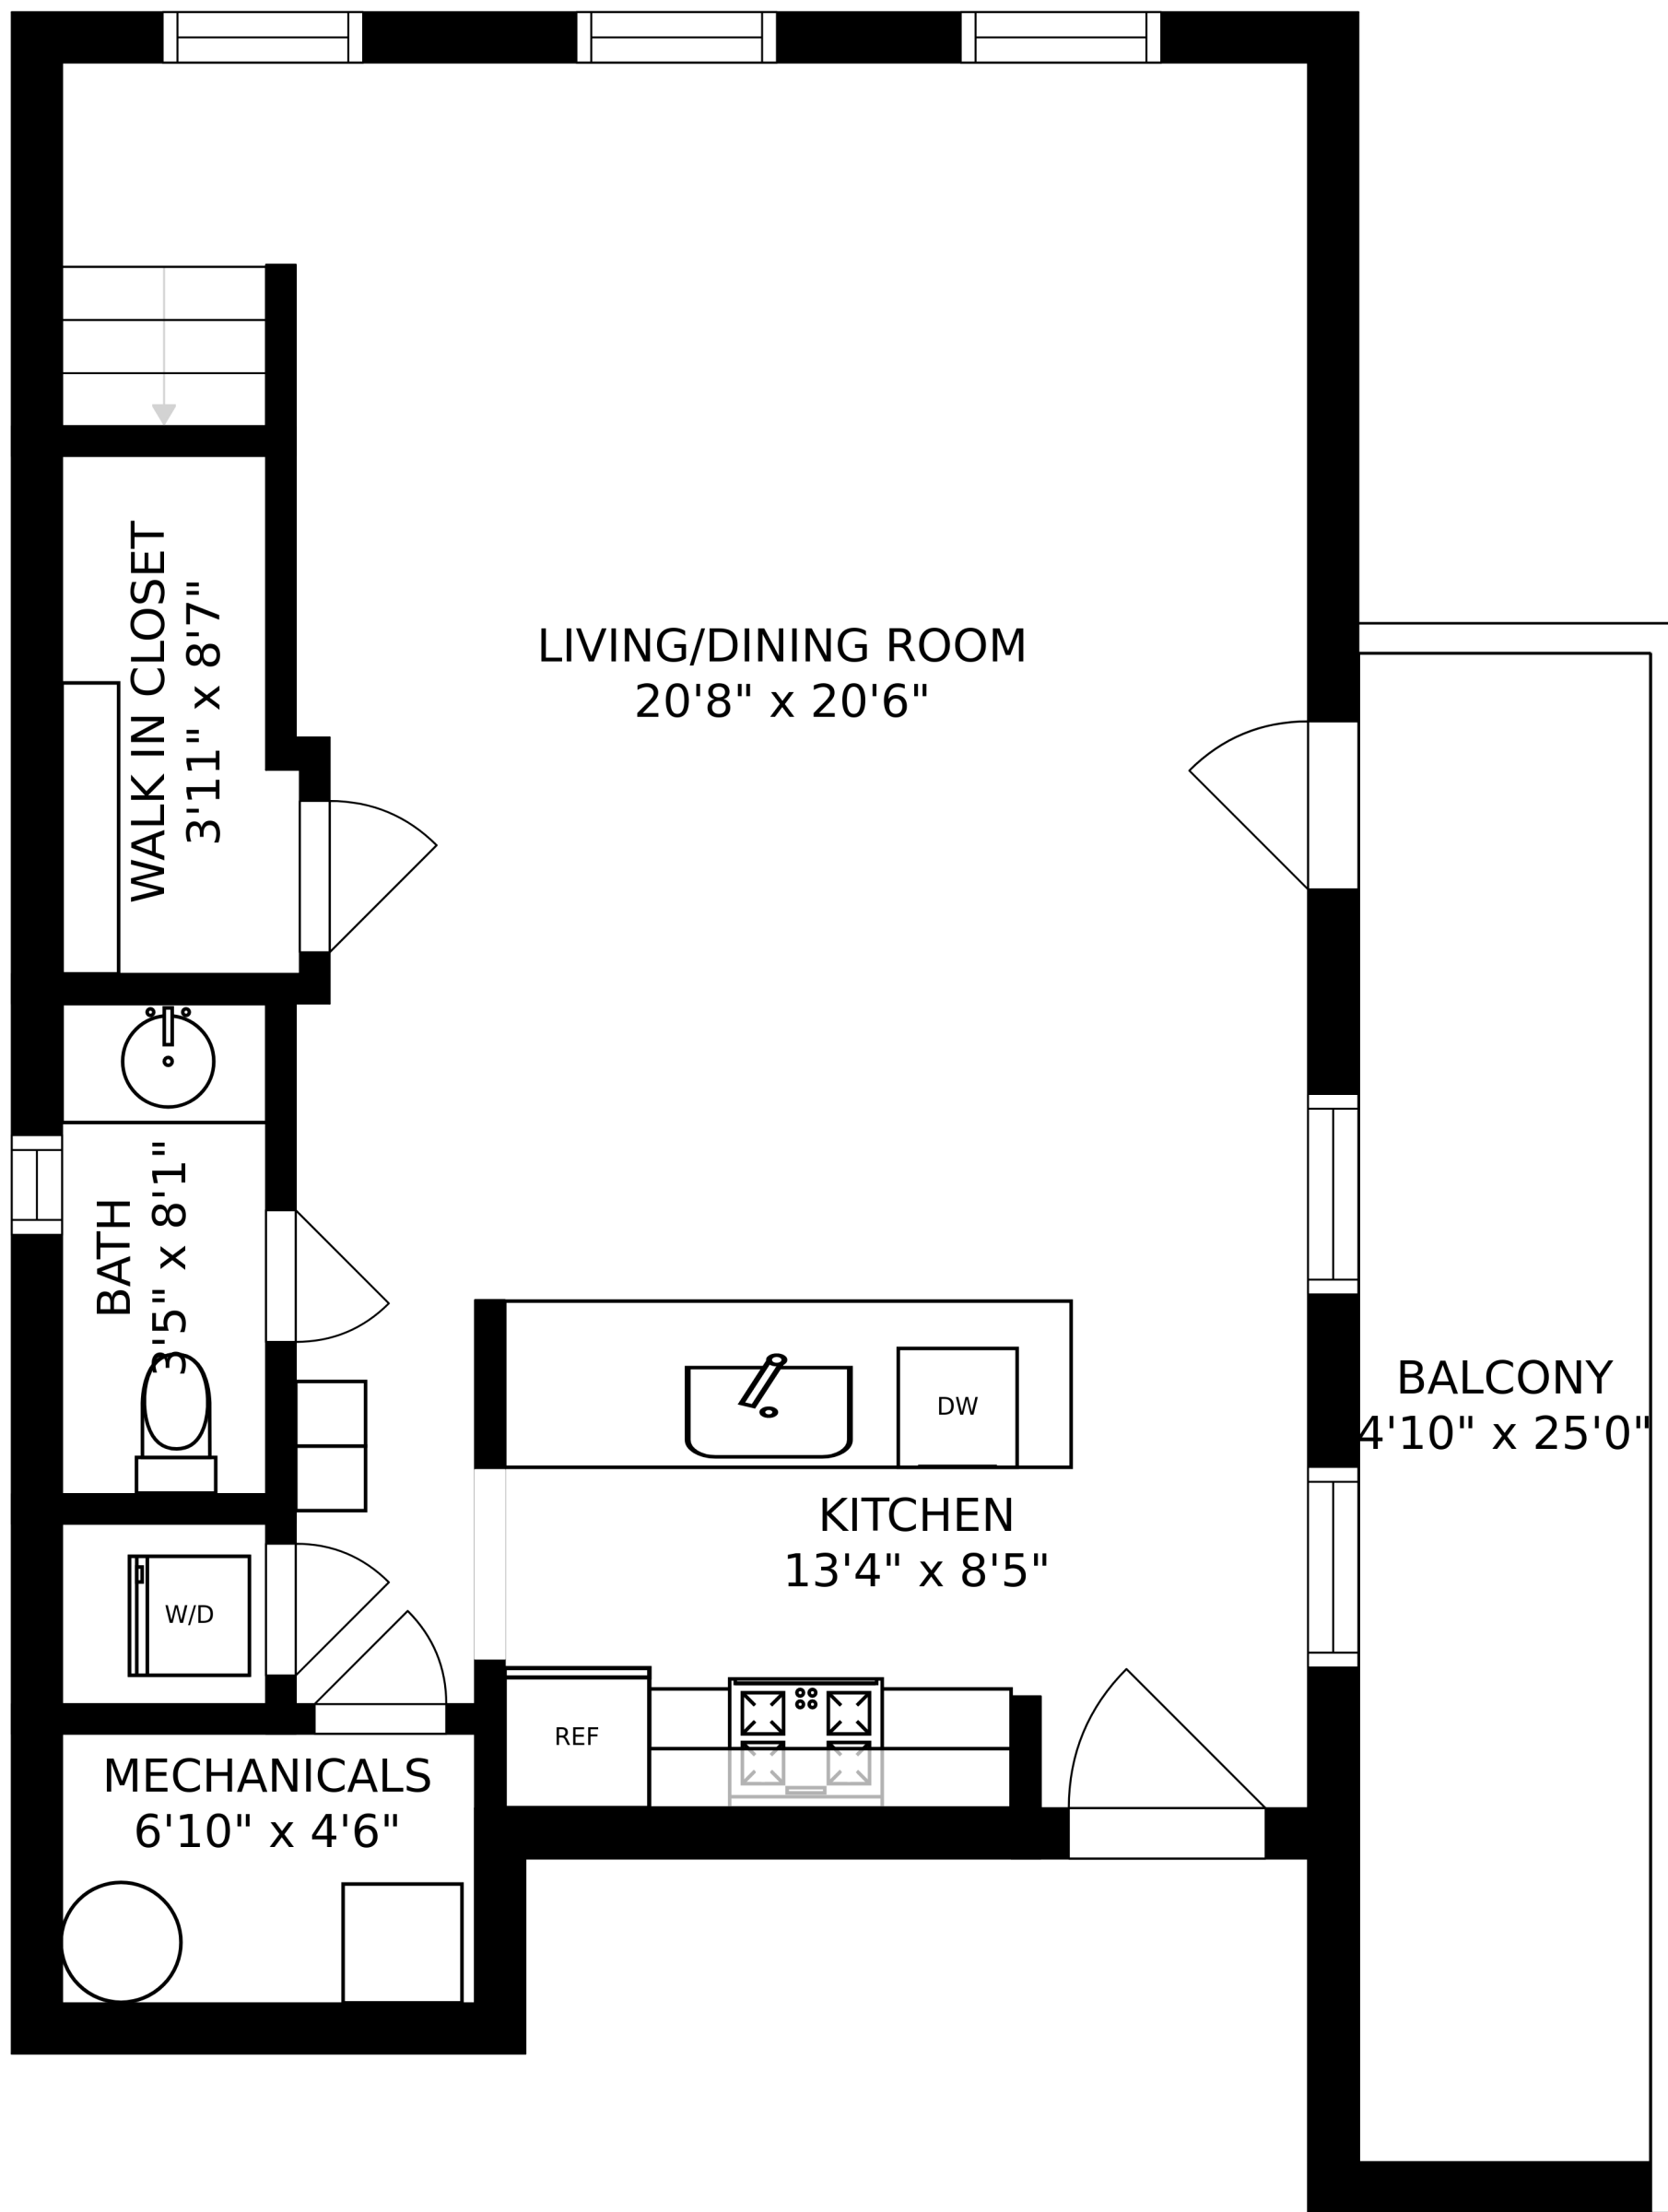 LIVING/DINING ROOM
20'8" x 20'6"
WALK IN CLOSET
3'11" x 8'7"
BATH
3'5" x 8'1"
BALCONY
4'10" x 25'0"
DW
KITCHEN
13'4" x 8'5"
W/D
REF
MECHANICALS
6'10" x 4'6"